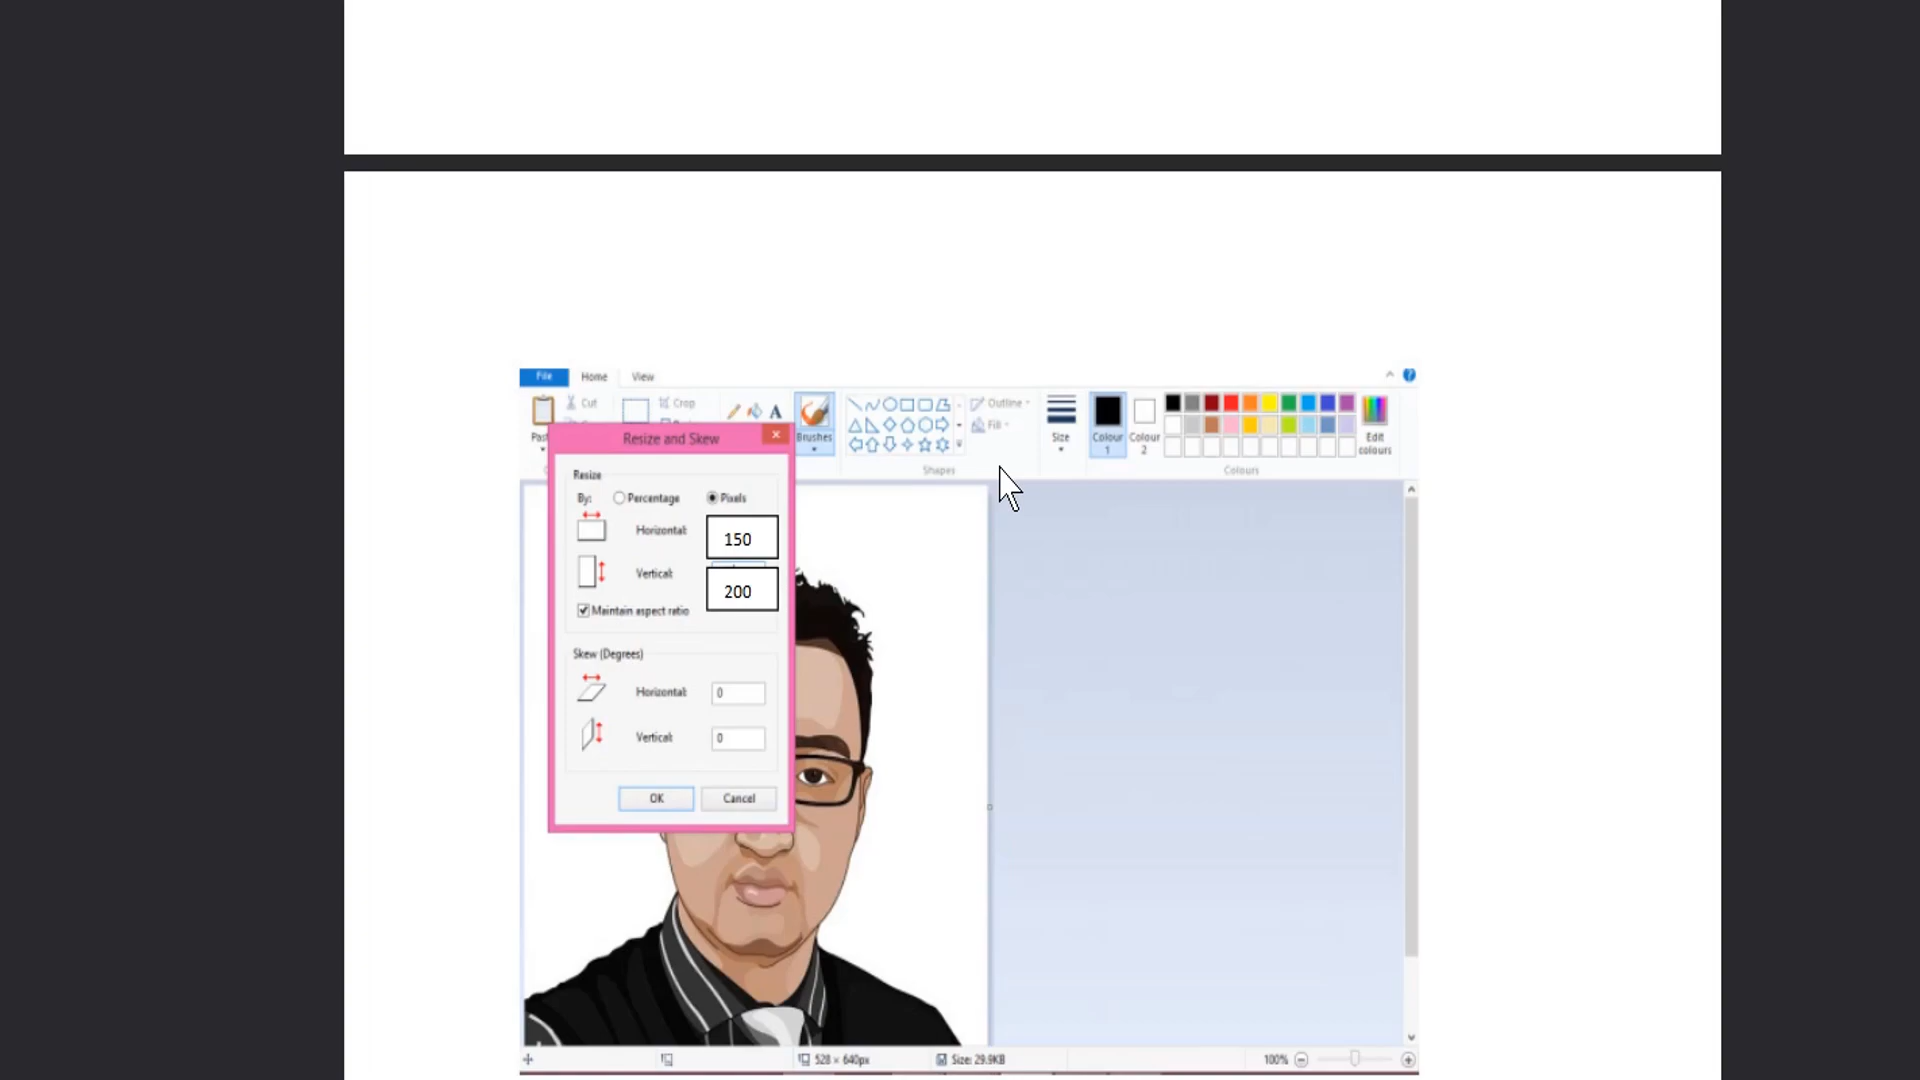 File Home View
Cut
Crop
Past
Brushes
Outline
Fill
Size
Colour 1
Colour 2
Edit colours
Shapes
Colours
Resize and Skew
Resize
By: Percentage Pixels
Horizontal: 150
Vertical: 200
Maintain aspect ratio
Skew (Degrees)
Horizontal: 0
Vertical: 0
OK Cancel
528 × 640px Size: 29.9KB 100%